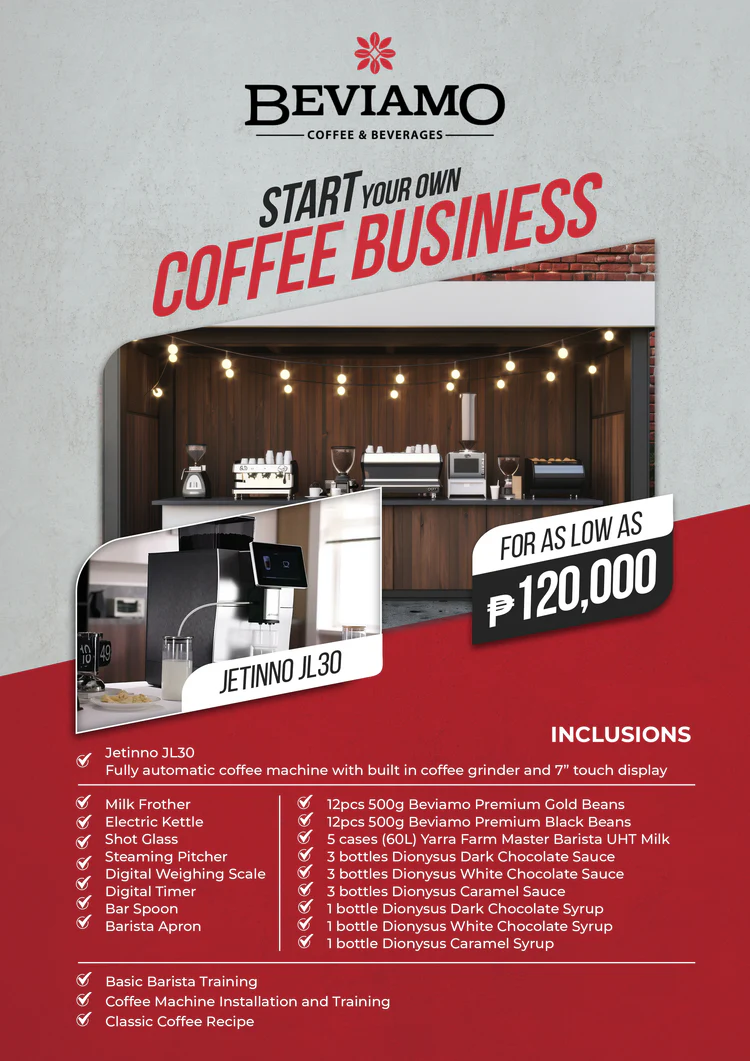 BEVIAMO
COFFEE & BEVERAGES
START YOUR OWN
COFFEE BUSINESS
FOR AS LOW AS
₱120,000
JETINNO JL30
INCLUSIONS
Jetinno JL30
Fully automatic coffee machine with built in coffee grinder and 7” touch display
Milk Frother
Electric Kettle
Shot Glass
Steaming Pitcher
Digital Weighing Scale
Digital Timer
Bar Spoon
Barista Apron
12pcs 500g Beviamo Premium Gold Beans
12pcs 500g Beviamo Premium Black Beans
5 cases (60L) Yarra Farm Master Barista UHT Milk
3 bottles Dionysus Dark Chocolate Sauce
3 bottles Dionysus White Chocolate Sauce
3 bottles Dionysus Caramel Sauce
1 bottle Dionysus Dark Chocolate Syrup
1 bottle Dionysus White Chocolate Syrup
1 bottle Dionysus Caramel Syrup
Basic Barista Training
Coffee Machine Installation and Training
Classic Coffee Recipe